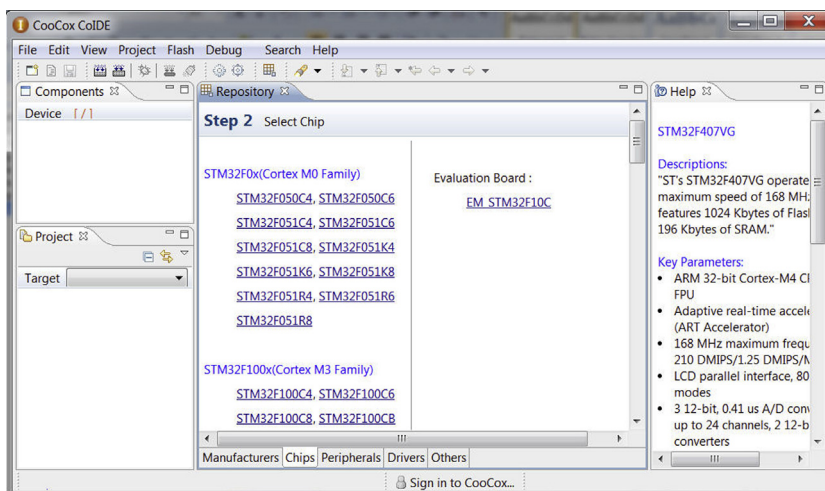 CooCox CoIDE
File Edit View Project Flash Debug Search Help
Components
Device [/]
Project
Target
Repository
Step 2 Select Chip
STM32F0x(Cortex M0 Family)
STM32F050C4, STM32F050C6
STM32F051C4, STM32F051C6
STM32F051C8, STM32F051K4
STM32F051K6, STM32F051K8
STM32F051R4, STM32F051R6
STM32F051R8
STM32F100x(Cortex M3 Family)
STM32F100C4, STM32F100C6
STM32F100C8, STM32F100CB
Evaluation Board :
EM_STM32F10C
Manufacturers Chips Peripherals Drivers Others
Help
STM32F407VG
Descriptions:
"ST's STM32F407VG operate
maximum speed of 168 MHz
features 1024 Kbytes of Flas
196 Kbytes of SRAM."
Key Parameters:
• ARM 32-bit Cortex-M4 C
FPU
• Adaptive real-time accele
(ART Accelerator)
• 168 MHz maximum frequ
210 DMIPS/1.25 DMIPS/M
• LCD parallel interface, 80
modes
• 3 12-bit, 0.41 us A/D conv
up to 24 channels, 2 12-b
converters
Sign in to CooCox...